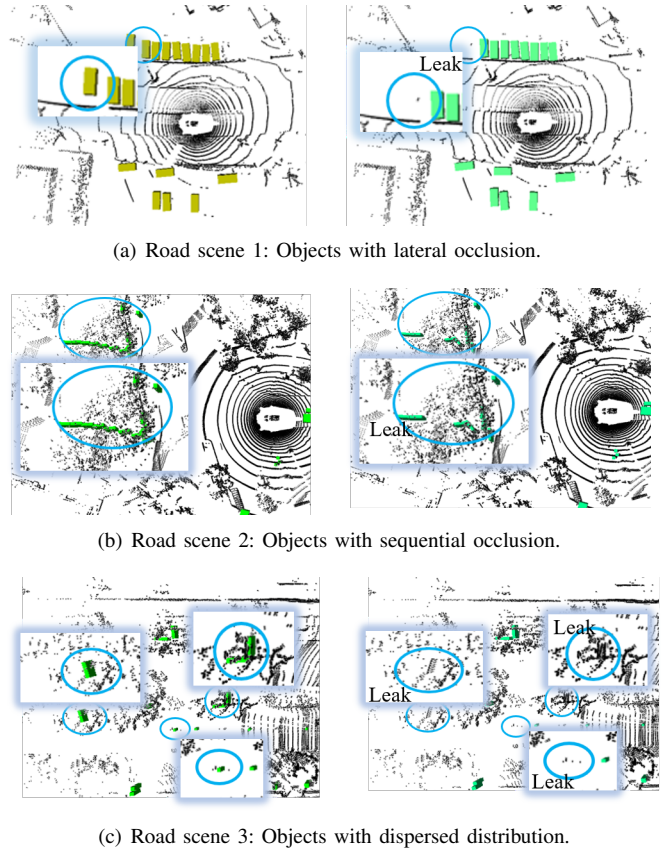 Leak
(a) Road scene 1: Objects with lateral occlusion.
Leak
(b) Road scene 2: Objects with sequential occlusion.
Leak
Leak
Leak
(c) Road scene 3: Objects with dispersed distribution.